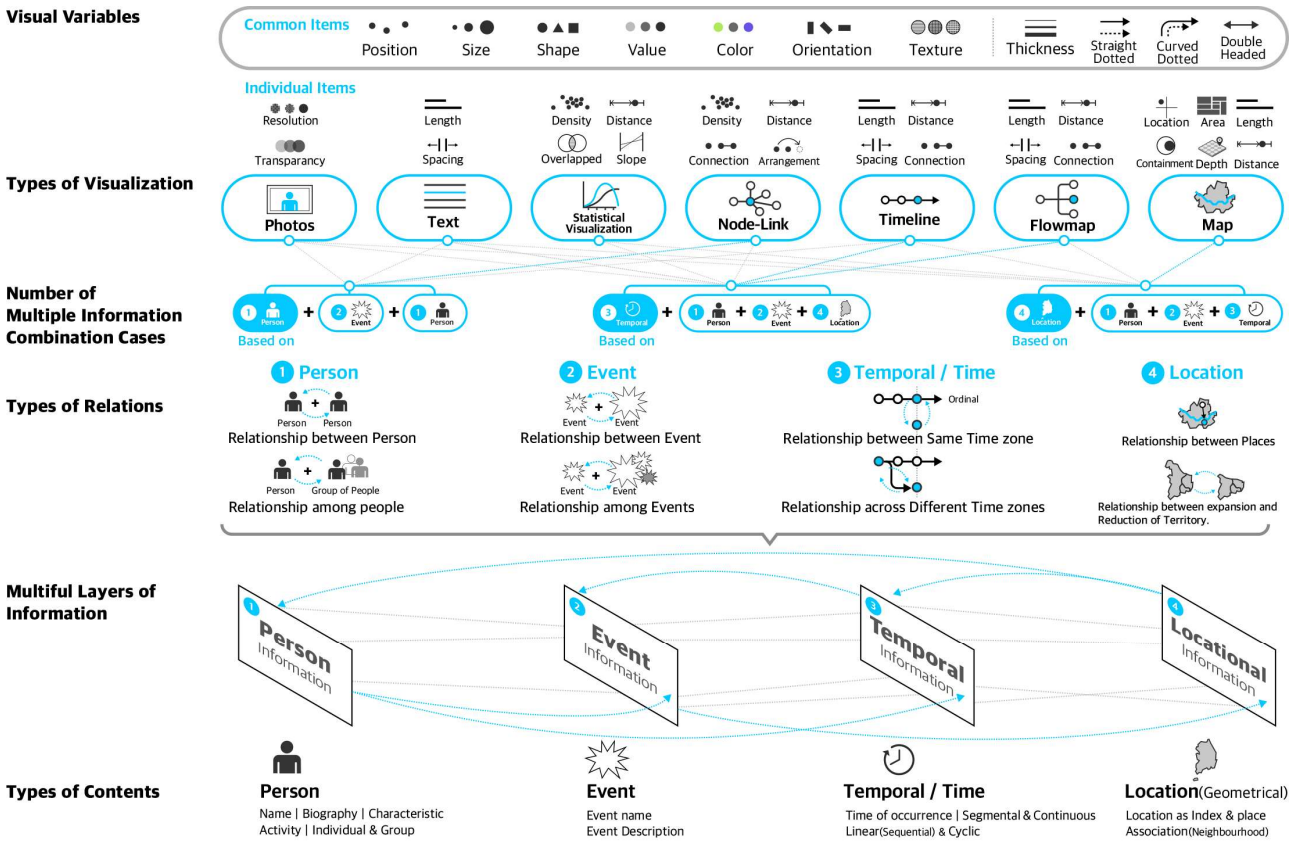 Visual Variables
Common Items
Position
Size
Shape
Value
Color
Orientation
Texture
Thickness
Straight
Dotted
Curved
Dotted
Double
Headed
Individual Items
Resolution
Transparency
Length
Spacing
Density
Distance
Overlapped
Slope
Density
Distance
Connection
Arrangement
Length
Distance
Spacing
Connection
Length
Distance
Spacing
Connection
Location
Area
Length
Containment
Depth
Distance
Types of Visualization
Photos
Text
Statistical
Visualization
Node-Link
Timeline
Flowmap
Map
Number of
Multiple Information
Combination Cases
1 Person + 2 Event + 1 Person
Based on
3 Temporal + 1 Person + 2 Event + 4 Location
Based on
4 Location + 1 Person + 2 Event + 3 Temporal
Based on
Types of Relations
1 Person
Person + Person
Relationship between Person
Person + Group of People
Relationship among people
2 Event
Event + Event
Relationship between Event
Event + Event
Relationship among Events
3 Temporal / Time
Ordinal
Relationship between Same Time zone
Relationship across Different Time zones
4 Location
Relationship between Places
Relationship between expansion and
Reduction of Territory.
Multiful Layers of
Information
1
Person
Information
2
Event
Information
3
Temporal
Information
4
Locational
Information
Types of Contents
Person
Name | Biography | Characteristic
Activity | Individual & Group
Event
Event name
Event Description
Temporal / Time
Time of occurrence | Segmental & Continuous
Linear(Sequential) & Cyclic
Location(Geometrical)
Location as Index & place
Association(Neighbourhood)